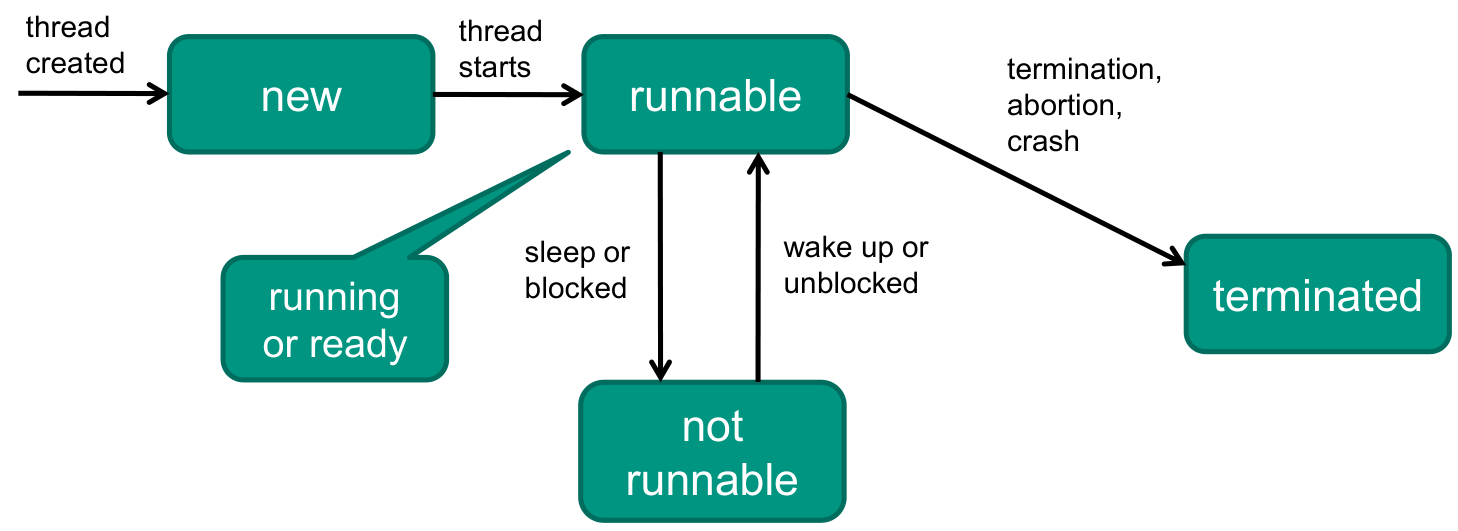 thread
created
new
thread
starts
runnable
termination,
abortion,
crash
running
or ready
sleep or
blocked
wake up or
unblocked
terminated
not
runnable